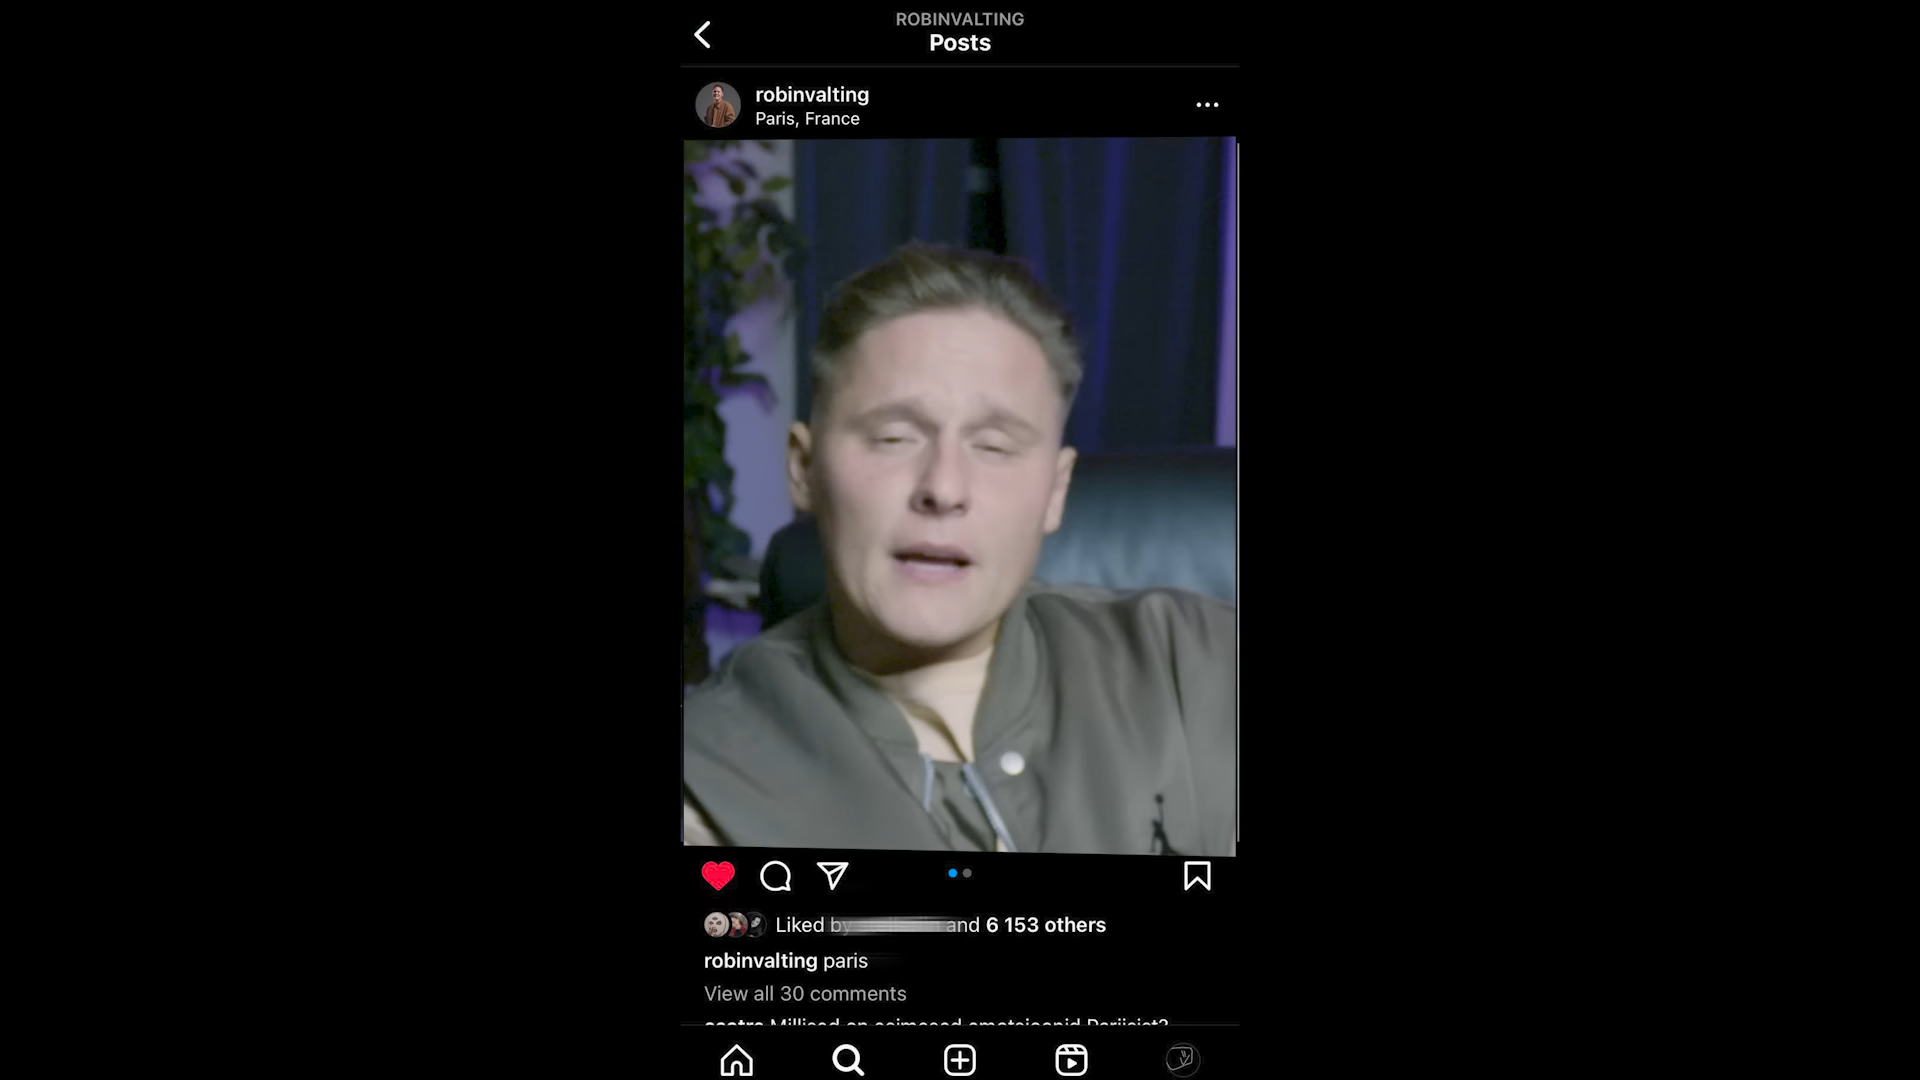 ROBINVALTING
Posts
robinvalting
Paris, France
Liked by and 6 153 others
robinvalting paris
View all 30 comments